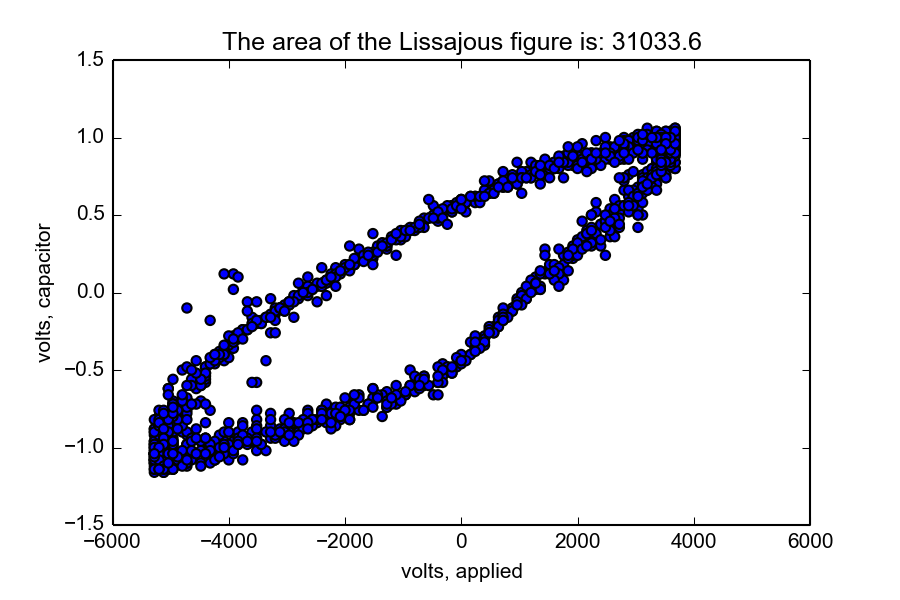 The area of the Lissajous figure is: 31033.6
1.5
1.0
0.5
0.0
−0.5
−1.0
−1.5
volts, capacitor
−6000 −4000 −2000 0 2000 4000 6000
volts, applied